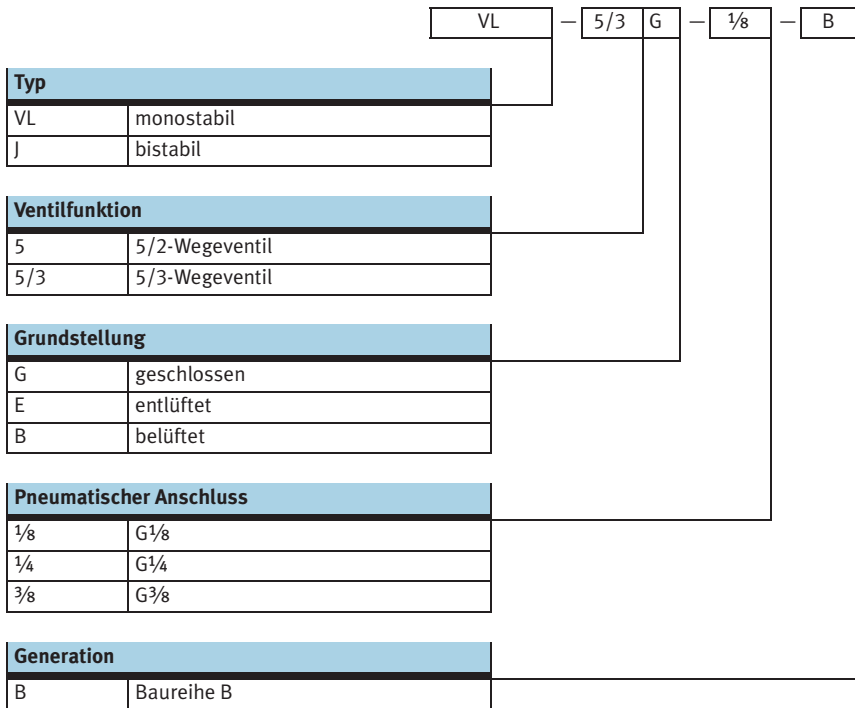 VL — 5/3 G — ⅛ — B
Typ
VL monostabil
J bistabil
Ventilfunktion
5 5/2-Wegeventil
5/3 5/3-Wegeventil
Grundstellung
G geschlossen
E entlüftet
B belüftet
Pneumatischer Anschluss
⅛ G⅛
¼ G¼
⅜ G⅜
Generation
B Baureihe B